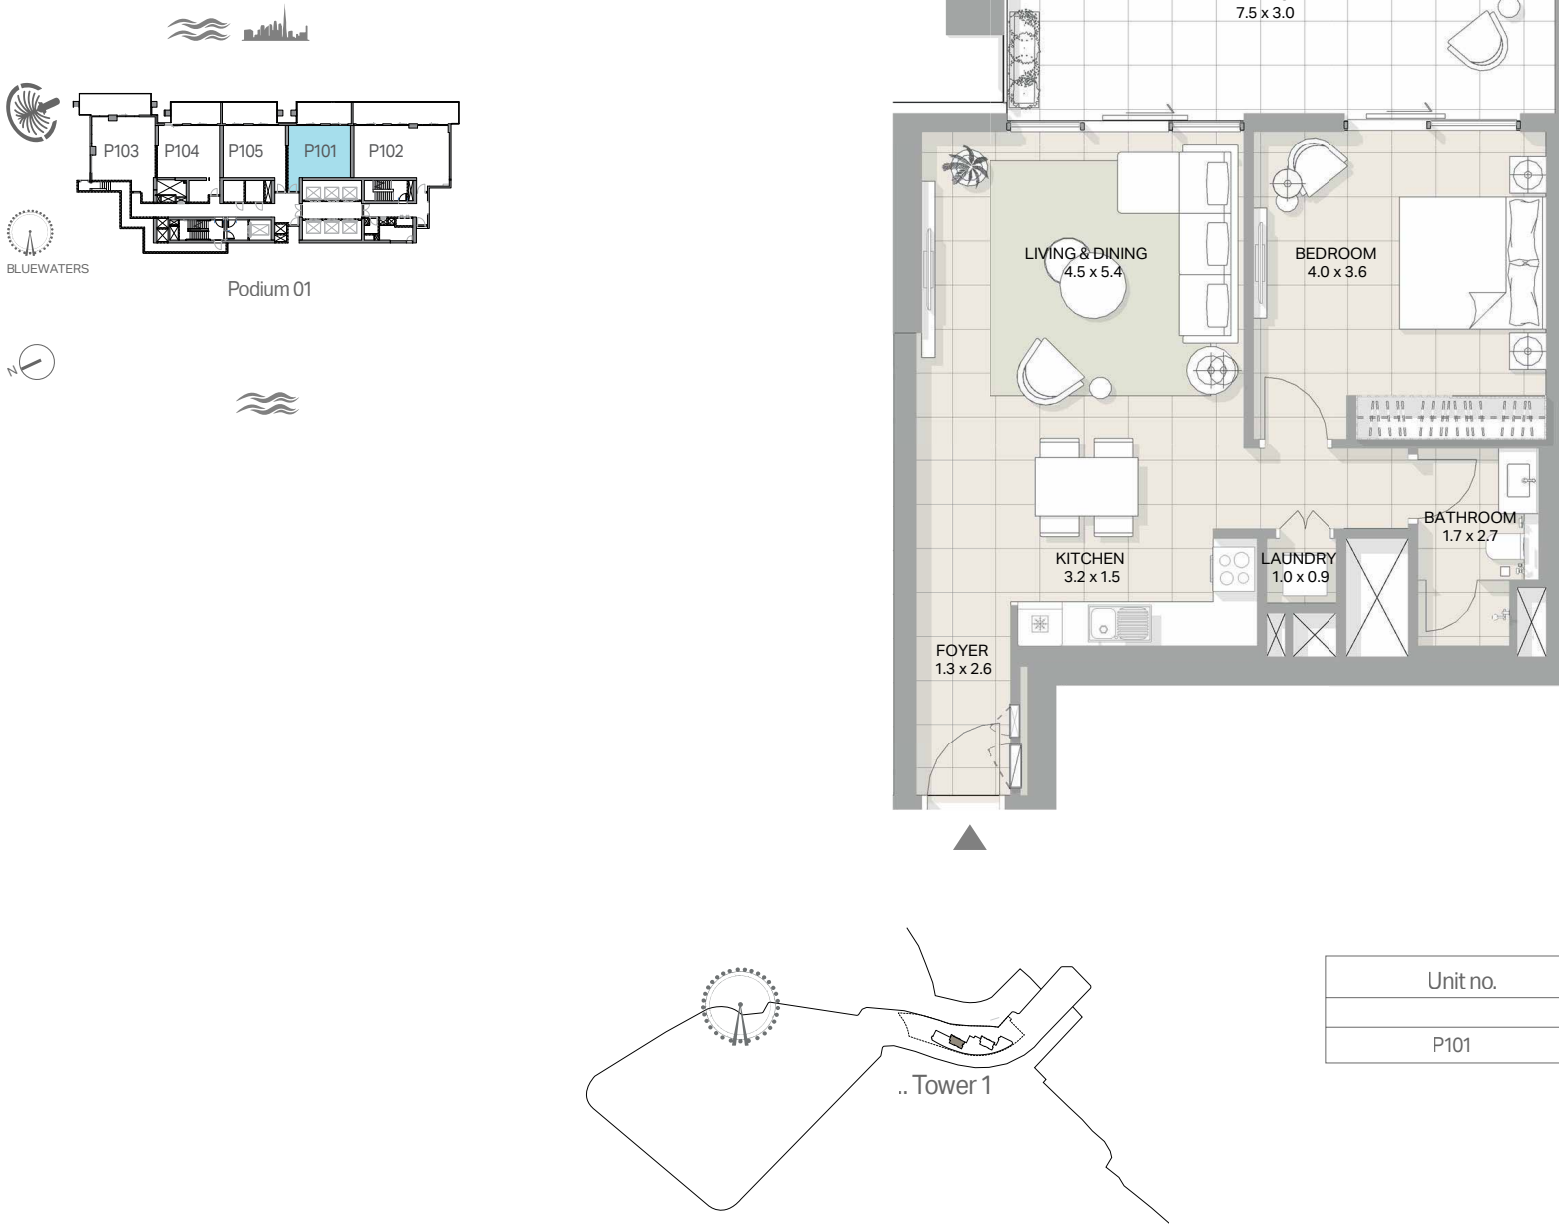 7.5 x 3.0
P103
P104
P105
P101
P102
BLUEWATERS
Podium 01
N
LIVING & DINING
4.5 x 5.4
BEDROOM
4.0 x 3.6
BATHROOM
1.7 x 2.7
KITCHEN
3.2 x 1.5
LAUNDRY
1.0 x 0.9
FOYER
1.3 x 2.6
.. Tower 1
Unit no.
P101